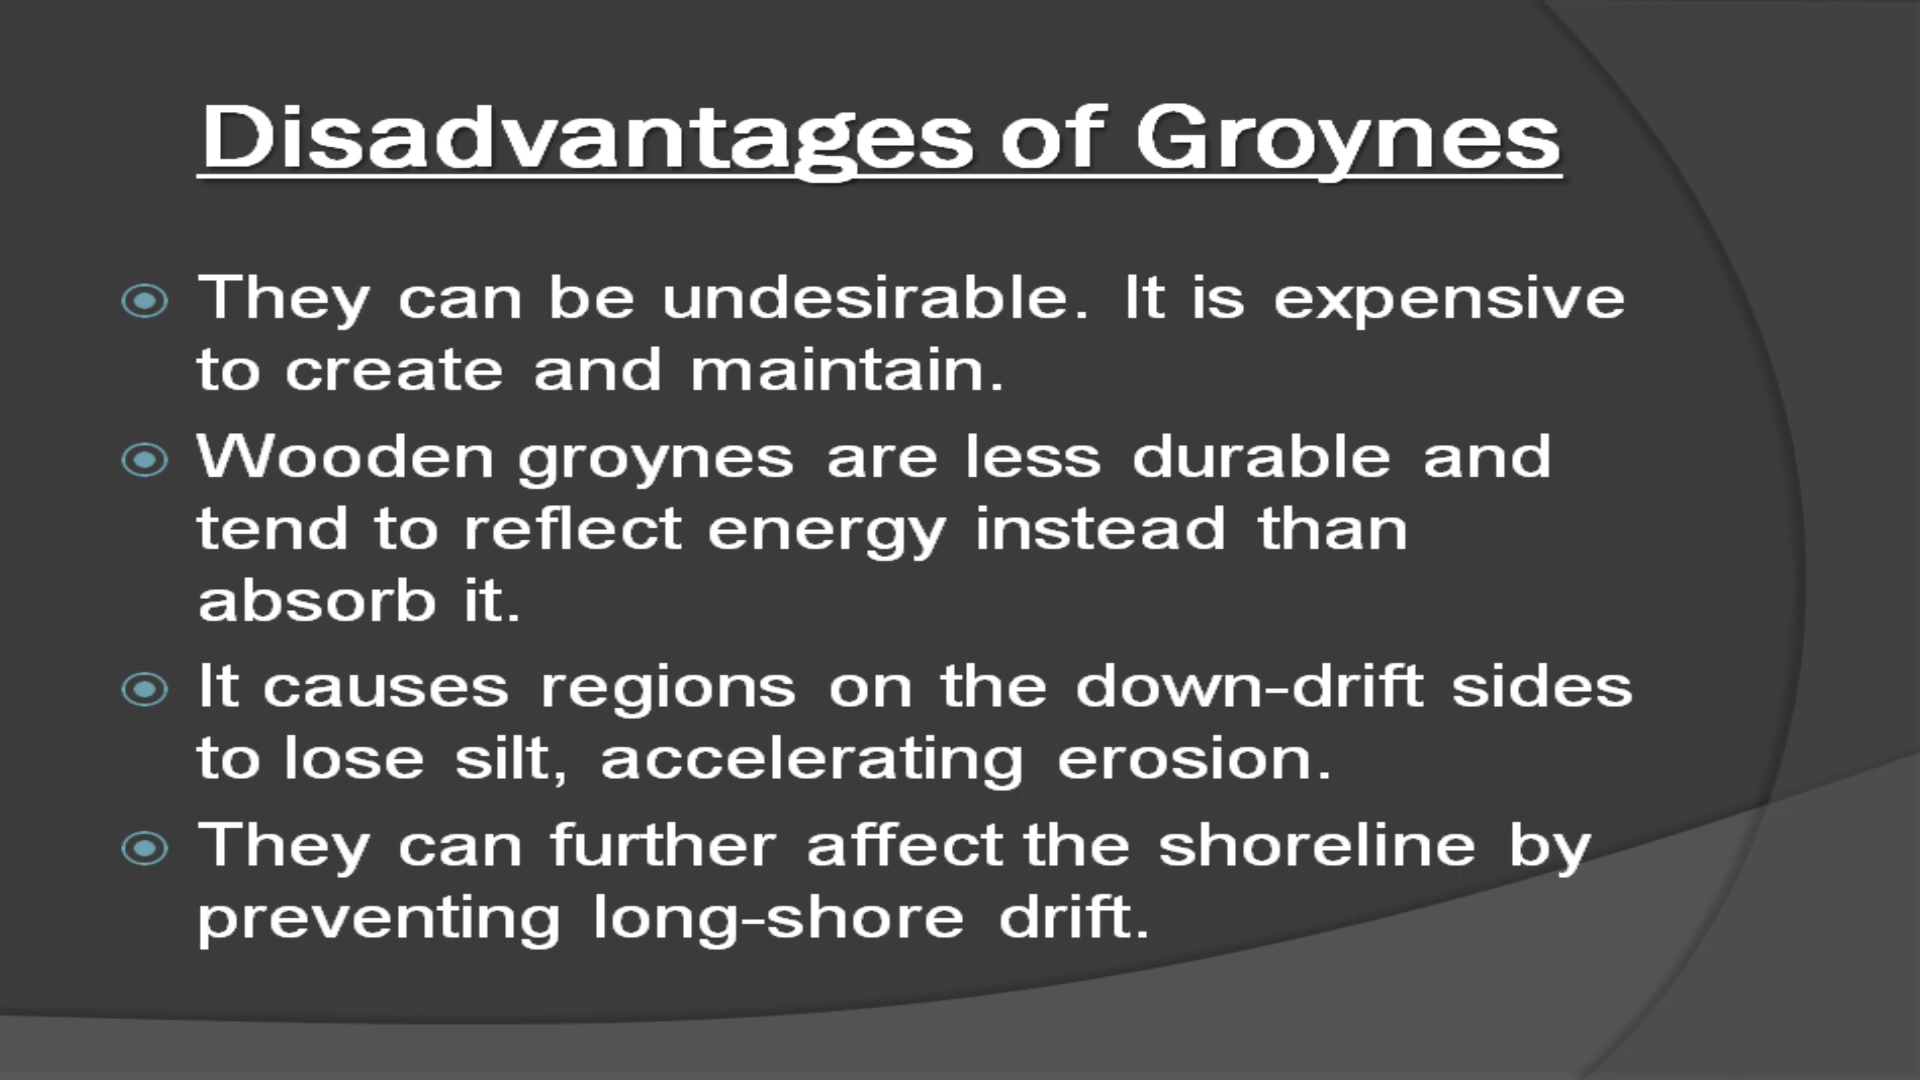 Disadvantages of Groynes
They can be undesirable. It is expensive
to create and maintain.
Wooden groynes are less durable and
tend to reflect energy instead than
absorb it.
It causes regions on the down-drift sides
to lose silt, accelerating erosion.
They can further affect the shoreline by
preventing long-shore drift.